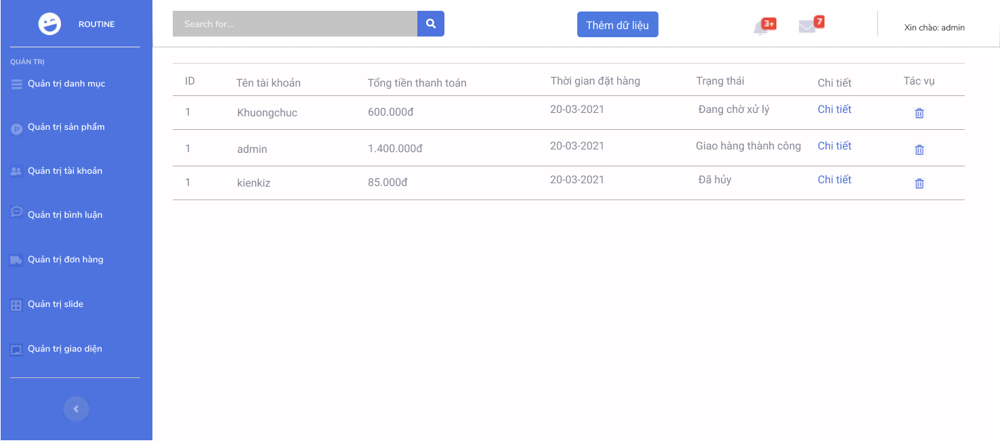 ROUTINE
Search for...
Thêm dữ liệu
3+
7
Xin chào: admin
QUẢN TRỊ
Quản trị danh mục
Quản trị sản phẩm
Quản trị tài khoản
Quản trị bình luận
Quản trị đơn hàng
Quản trị slide
Quản trị giao diện
ID Tên tài khoản Tổng tiền thanh toán Thời gian đặt hàng Trạng thái Chi tiết Tác vụ
1 Khuongchuc 600.000đ 20-03-2021 Đang chờ xử lý Chi tiết
1 admin 1.400.000đ 20-03-2021 Giao hàng thành công Chi tiết
1 kienkiz 85.000đ 20-03-2021 Đã hủy Chi tiết